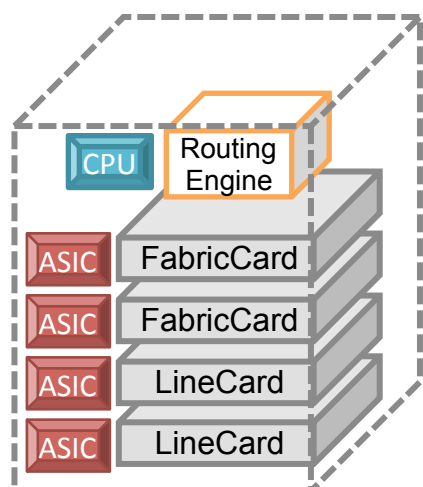 CPU
Routing
Engine
ASIC
FabricCard
ASIC
FabricCard
ASIC
LineCard
ASIC
LineCard